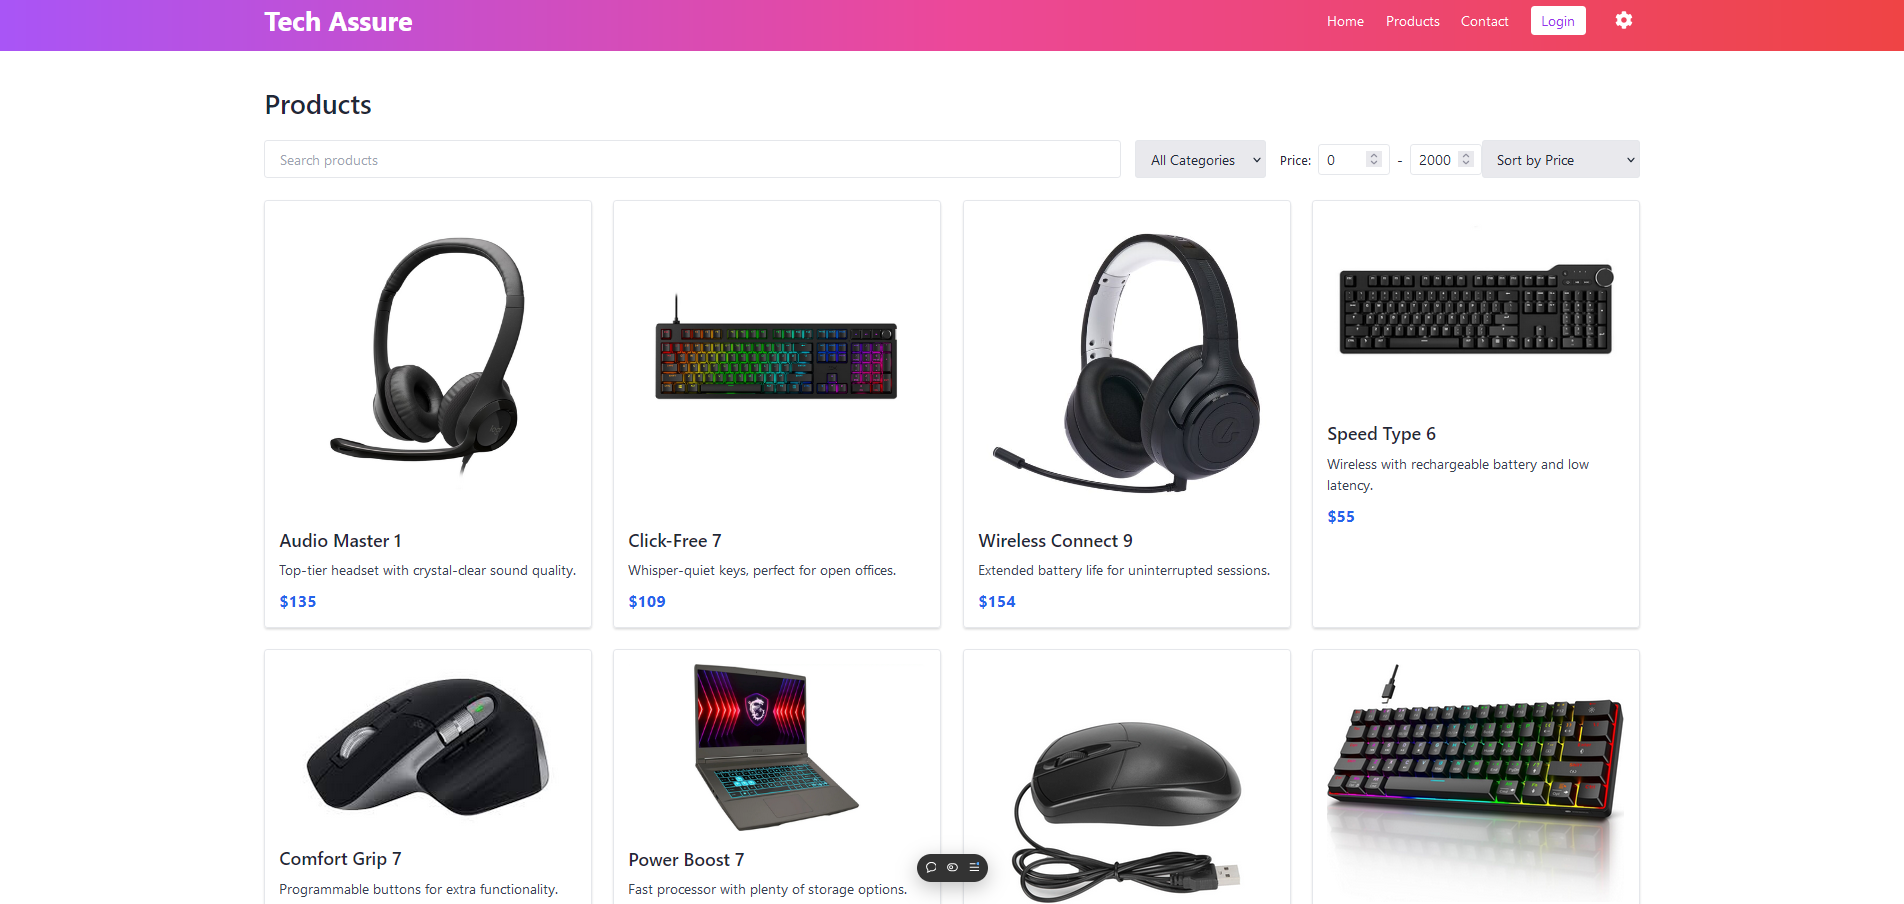 Tech Assure
Home
Products
Contact
Login
Products
Search products
All Categories
Price:
0
-
2000
Sort by Price
Audio Master 1
Top-tier headset with crystal-clear sound quality.
$135
Click-Free 7
Whisper-quiet keys, perfect for open offices.
$109
Wireless Connect 9
Extended battery life for uninterrupted sessions.
$154
Speed Type 6
Wireless with rechargeable battery and low
latency.
$55
Comfort Grip 7
Programmable buttons for extra functionality.
Power Boost 7
Fast processor with plenty of storage options.